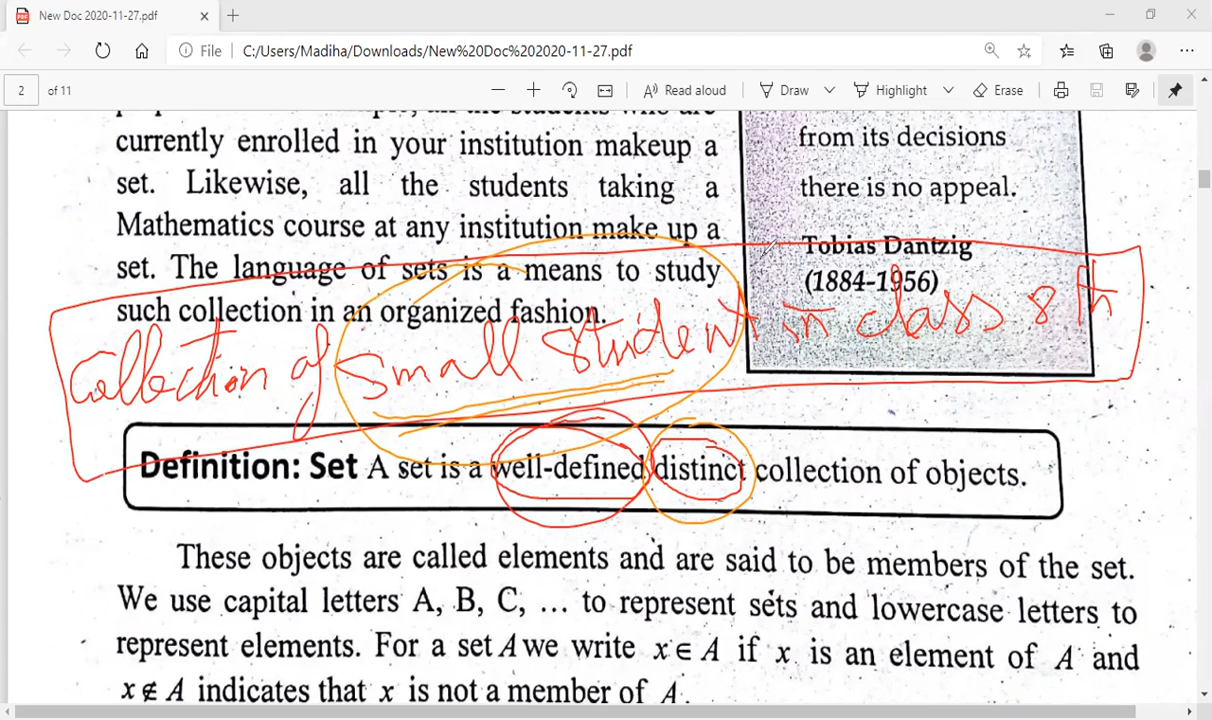 New Doc 2020-11-27.pdf
File C:/Users/Madiha/Downloads/New%20Doc%202020-11-27.pdf
2 of 11 Read aloud Draw Highlight Erase
currently enrolled in your institution makeup a
set. Likewise, all the students taking a
Mathematics course at any institution make up a
set. The language of sets is a means to study
such collection in an organized fashion.
from its decisions
there is no appeal.
Tobias Dantzig
(1884-1956)
Collection of Small Student in class 8th
Definition: Set A set is a well-defined distinct collection of objects.
These objects are called elements and are said to be members of the set.
We use capital letters A, B, C, ... to represent sets and lowercase letters to
represent elements. For a set A we write x ∈ A if x is an element of A and
x ∉ A indicates that x is not a member of A.